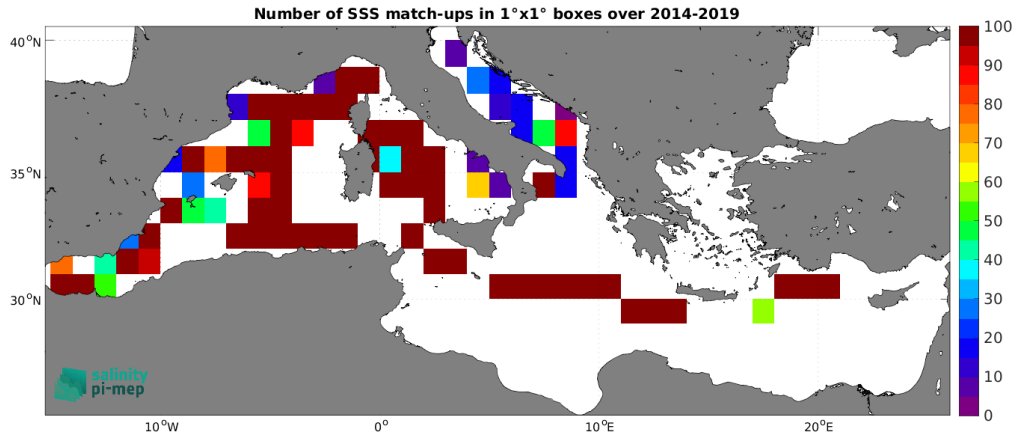 Number of SSS match-ups in 1°x1° boxes over 2014-2019
40°N
35°N
30°N
10°W
0°
10°E
20°E
100
90
80
70
60
50
40
30
20
10
0
salinity
pi-mep